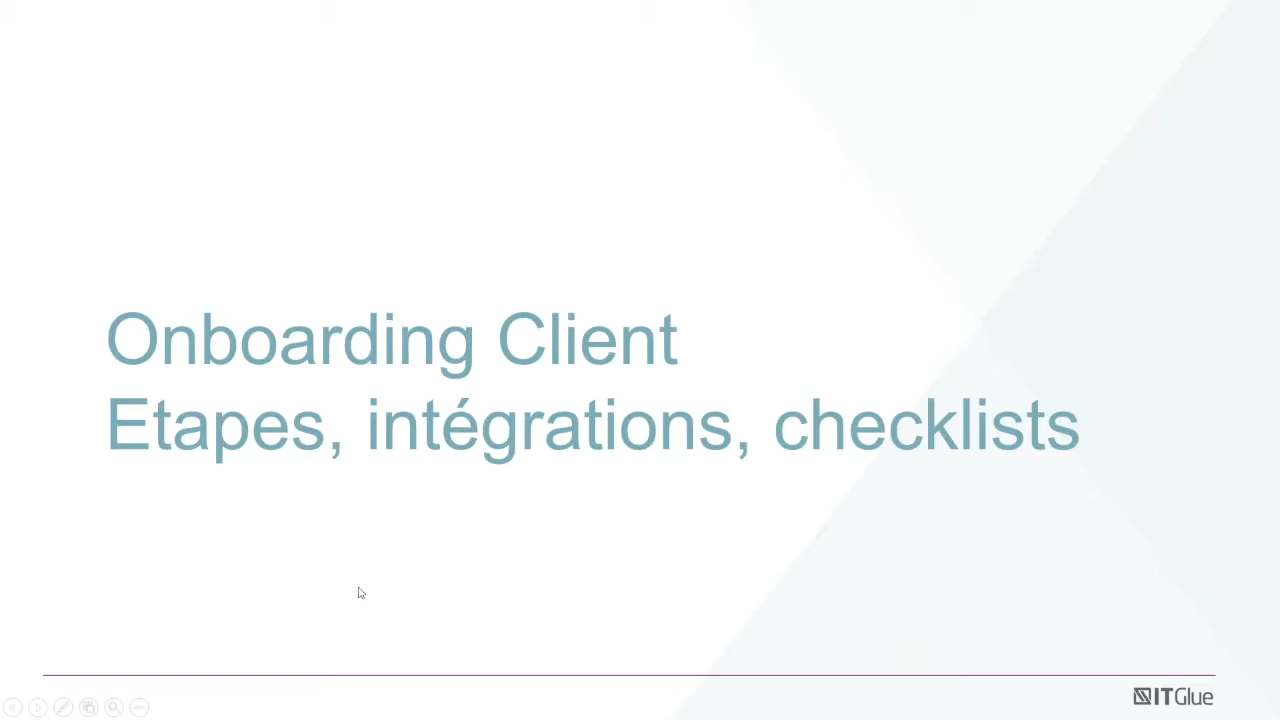 Onboarding Client
Etapes, intégrations, checklists
ITGlue